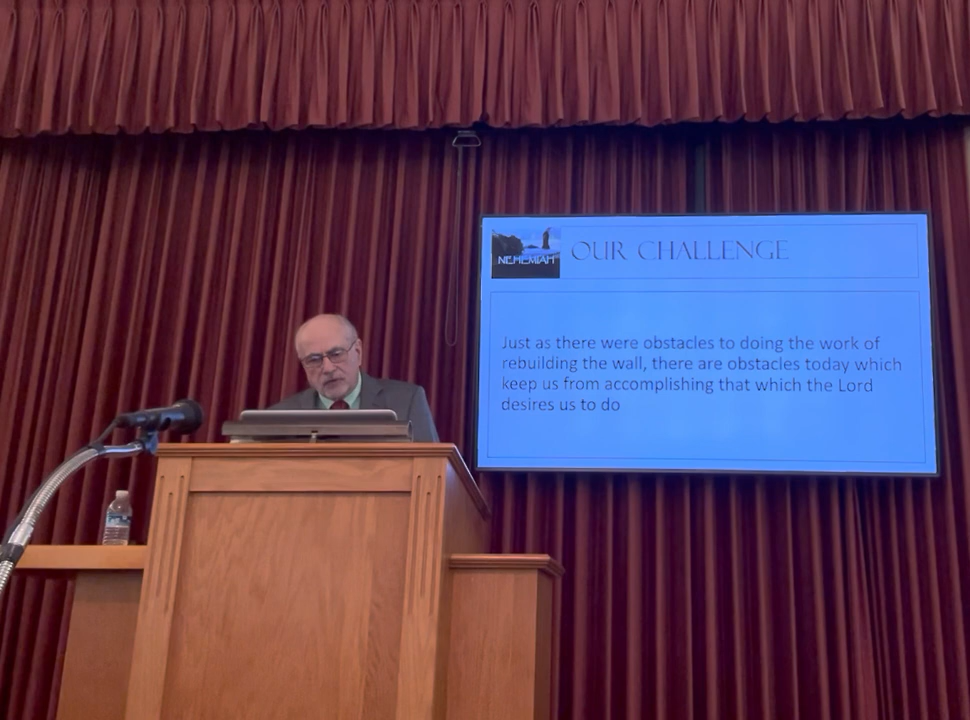 NEHEMIAH
OUR CHALLENGE
Just as there were obstacles to doing the work of
rebuilding the wall, there are obstacles today which
keep us from accomplishing that which the Lord
desires us to do